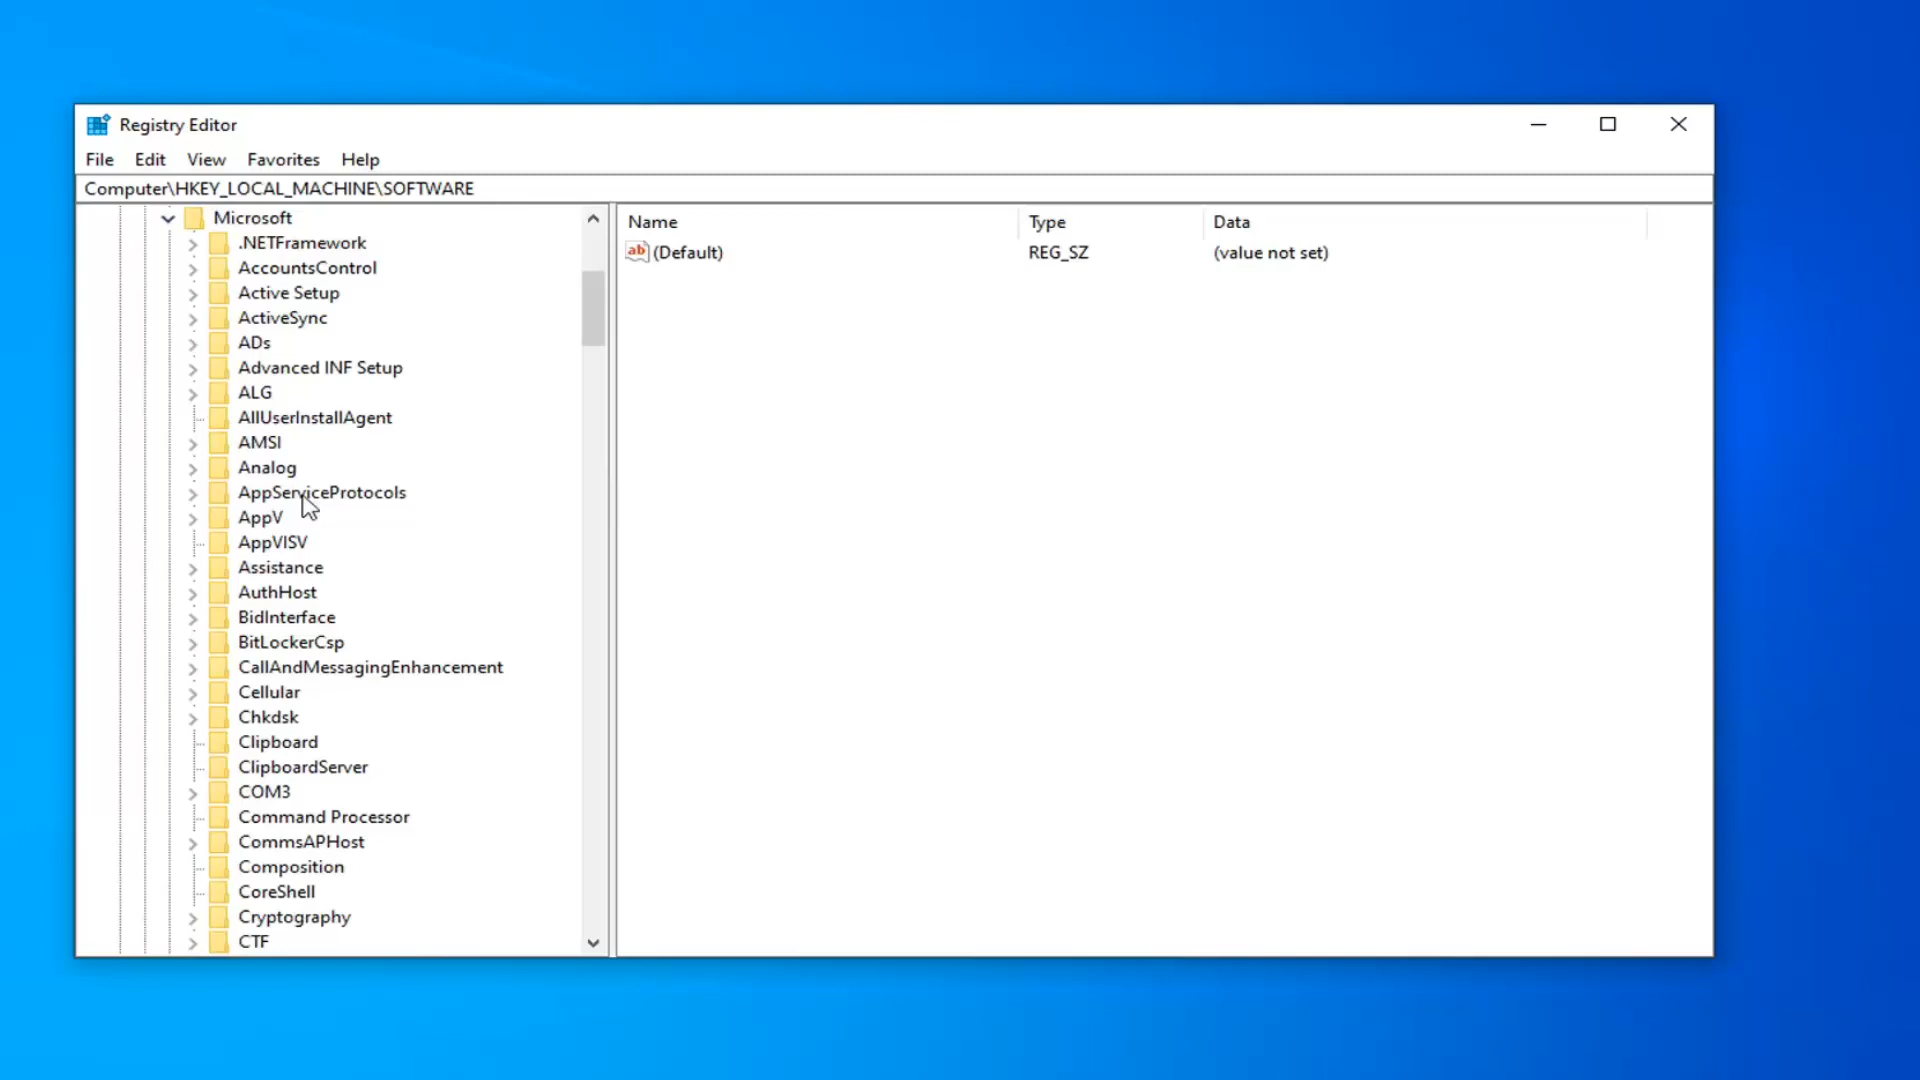 Registry Editor
File Edit View Favorites Help
Computer\HKEY_LOCAL_MACHINE\SOFTWARE
Microsoft
.NETFramework
AccountsControl
Active Setup
ActiveSync
ADs
Advanced INF Setup
ALG
AllUserInstallAgent
AMSI
Analog
AppServiceProtocols
AppV
AppVISV
Assistance
AuthHost
BidInterface
BitLockerCsp
CallAndMessagingEnhancement
Cellular
Chkdsk
Clipboard
ClipboardServer
COM3
Command Processor
CommsAPHost
Composition
CoreShell
Cryptography
CTF
Name Type Data
ab (Default) REG_SZ (value not set)